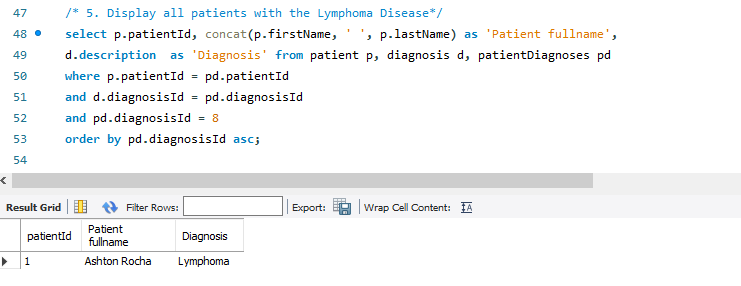 47 /* 5. Display all patients with the Lymphoma Disease*/
48 select p.patientId, concat(p.firstName, ' ', p.lastName) as 'Patient fullname',
49 d.description  as 'Diagnosis' from patient p, diagnosis d, patientDiagnoses pd
50 where p.patientId = pd.patientId
51 and d.diagnosisId = pd.diagnosisId
52 and pd.diagnosisId = 8
53 order by pd.diagnosisId asc;
54
Result Grid Filter Rows: Export: Wrap Cell Content: IA
patientId Patient fullname Diagnosis
1 Ashton Rocha Lymphoma